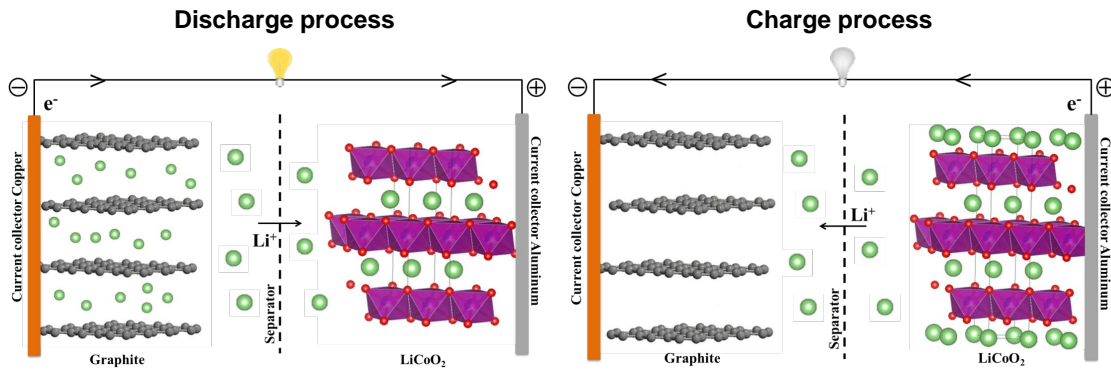 Discharge process
⊖
⊕
e⁻
Current collector Copper
Li⁺
Separator
Current collector Aluminum
Graphite
LiCoO₂
Charge process
⊖
⊕
e⁻
Current collector Copper
Li⁺
Separator
Current collector Aluminum
Graphite
LiCoO₂